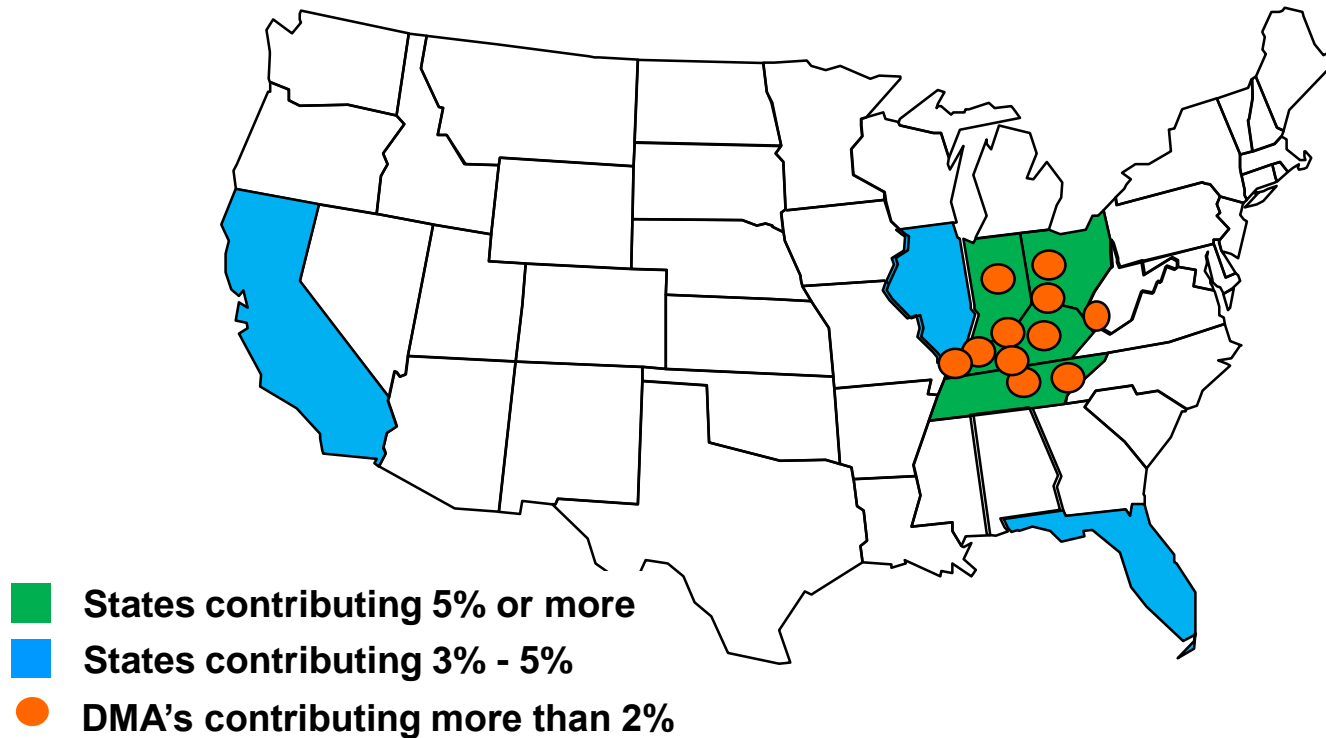 States contributing 5% or more
States contributing 3% - 5%
DMA’s contributing more than 2%